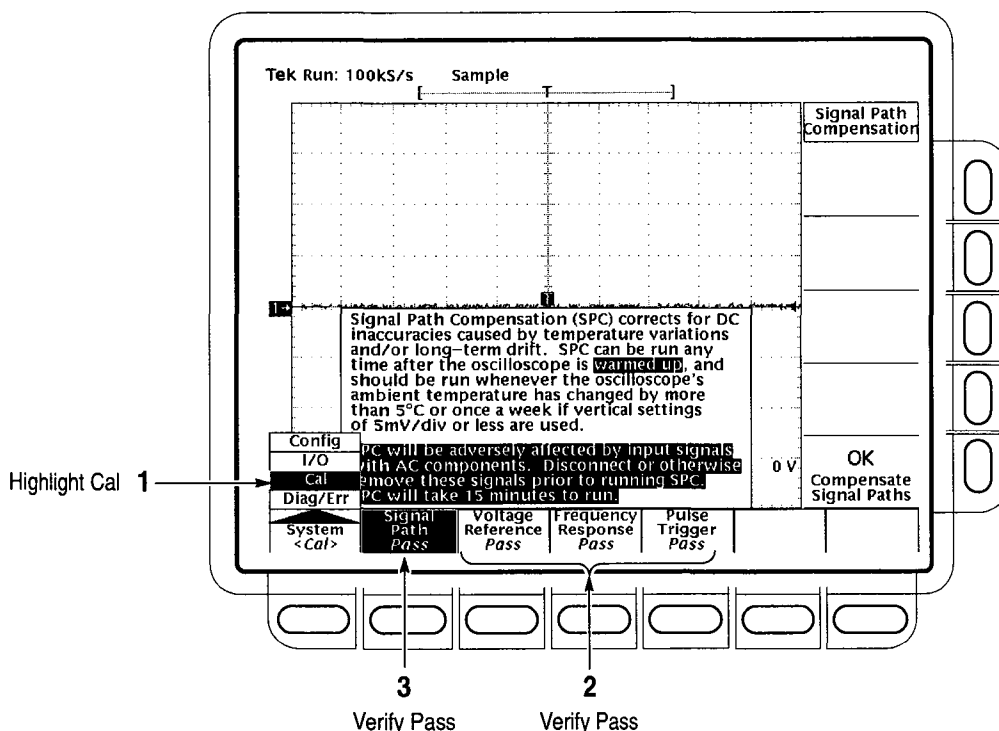 Tek Run: 100kS/s Sample
[ T ]
Signal Path
Compensation
T
1→
Signal Path Compensation (SPC) corrects for DC
inaccuracies caused by temperature variations
and/or long-term drift. SPC can be run any
time after the oscilloscope is warmed up, and
should be run whenever the oscilloscope's
ambient temperature has changed by more
than 5°C or once a week if vertical settings
of 5mV/div or less are used.
PC will be adversely affected by input signals
with AC components. Disconnect or otherwise
emove these signals prior to running SPC.
PC will take 15 minutes to run.
0 V
OK
Compensate
Signal Paths
Config
I/O
Cal
Diag/Err
Highlight Cal 1
System
<Cal>
Signal
Path
Pass
Voltage
Reference
Pass
Frequency
Response
Pass
Pulse
Trigger
Pass
3
Verify Pass
2
Verify Pass